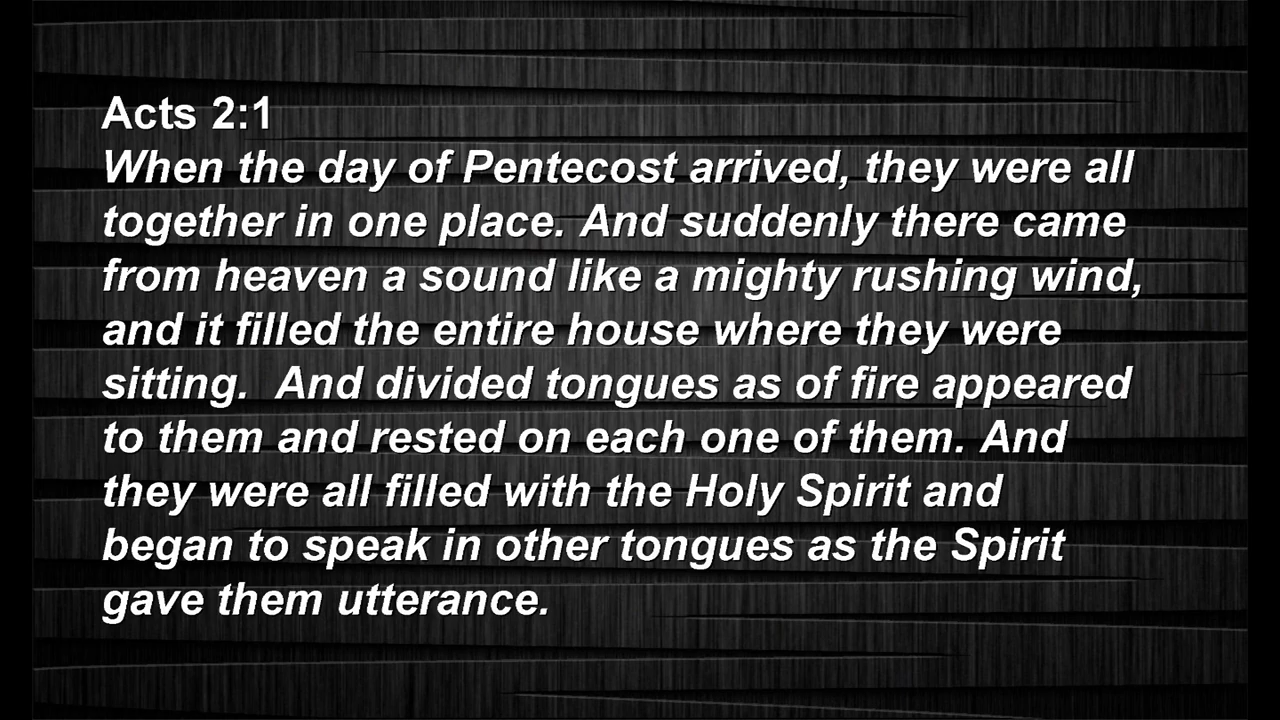 Acts 2:1
When the day of Pentecost arrived, they were all
together in one place. And suddenly there came
from heaven a sound like a mighty rushing wind,
and it filled the entire house where they were
sitting.  And divided tongues as of fire appeared
to them and rested on each one of them. And
they were all filled with the Holy Spirit and
began to speak in other tongues as the Spirit
gave them utterance.